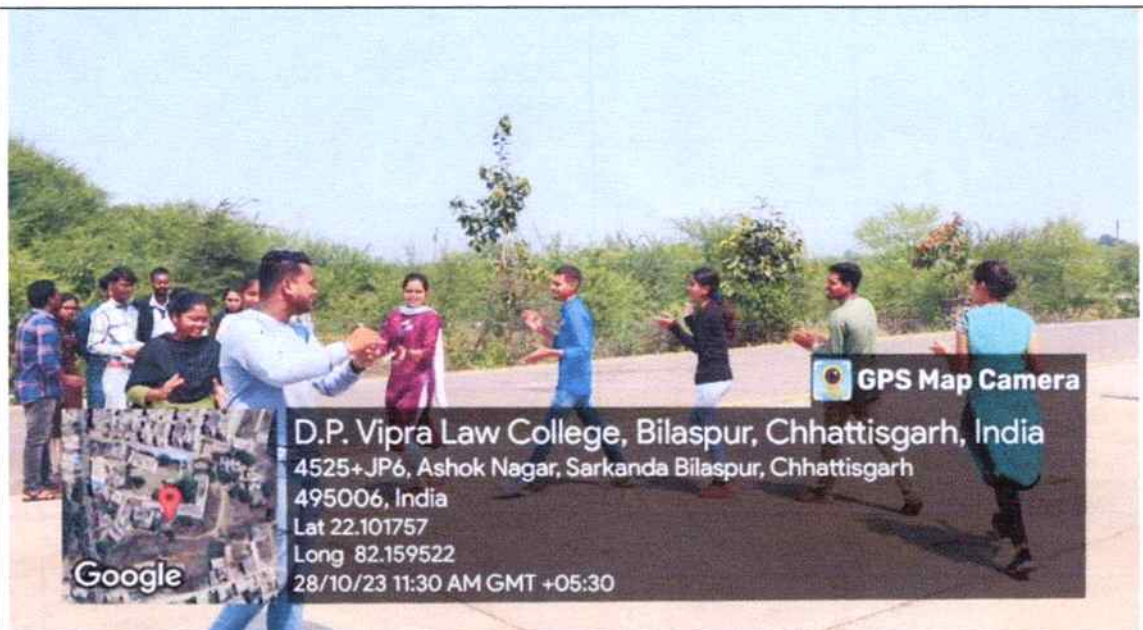 GPS Map Camera
D.P. Vipra Law College, Bilaspur, Chhattisgarh, India
4525+JP6, Ashok Nagar, Sarkanda Bilaspur, Chhattisgarh
495006, India
Lat 22.101757
Long 82.159522
28/10/23 11:30 AM GMT +05:30
Google